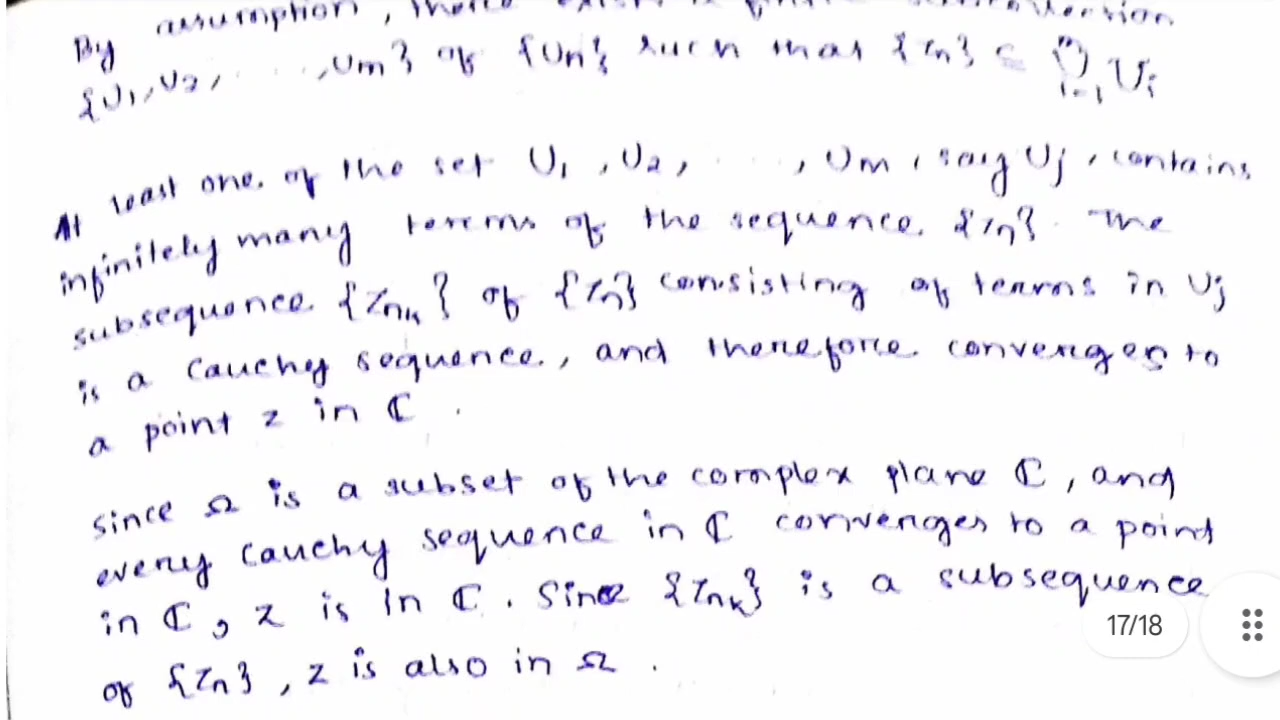 By assumption, there exists a finite
{U1, U2, . . . . , Um} of {Un} such that {zn} ⊂ ⋃ᵐᵢ₌₁ Ui
At least one of the set U1, U2, . . . , Um, say Uj, contains
infinitely many terms of the sequence {zn}. The
subsequence {znk} of {zn} consisting of terms in Uj
is a Cauchy sequence, and therefore converges to
a point z in ℂ.
Since Ω is a subset of the complex plane ℂ, and
every Cauchy sequence in ℂ converges to a point
in ℂ, z is in ℂ. Since {znk} is a subsequence
17/18
of {zn}, z is also in Ω.